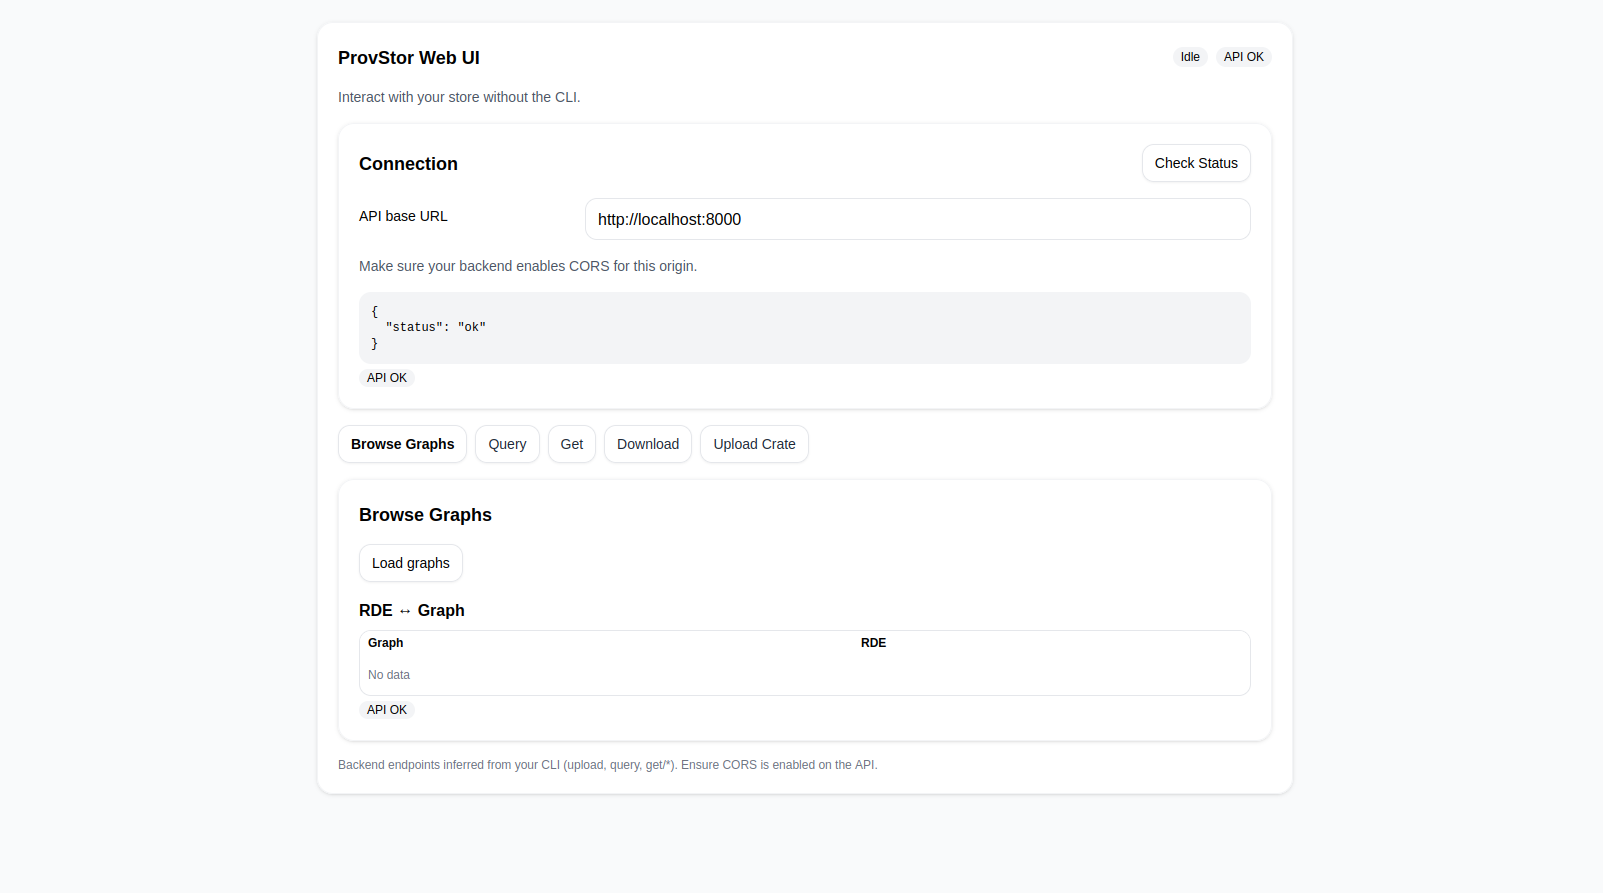 ProvStor Web UI
Idle
API OK
Interact with your store without the CLI.
Connection
Check Status
API base URL
http://localhost:8000
Make sure your backend enables CORS for this origin.
{
  "status": "ok"
}
API OK
Browse Graphs
Query
Get
Download
Upload Crate
Browse Graphs
Load graphs
RDE ↔ Graph
Graph
RDE
No data
API OK
Backend endpoints inferred from your CLI (upload, query, get/*). Ensure CORS is enabled on the API.